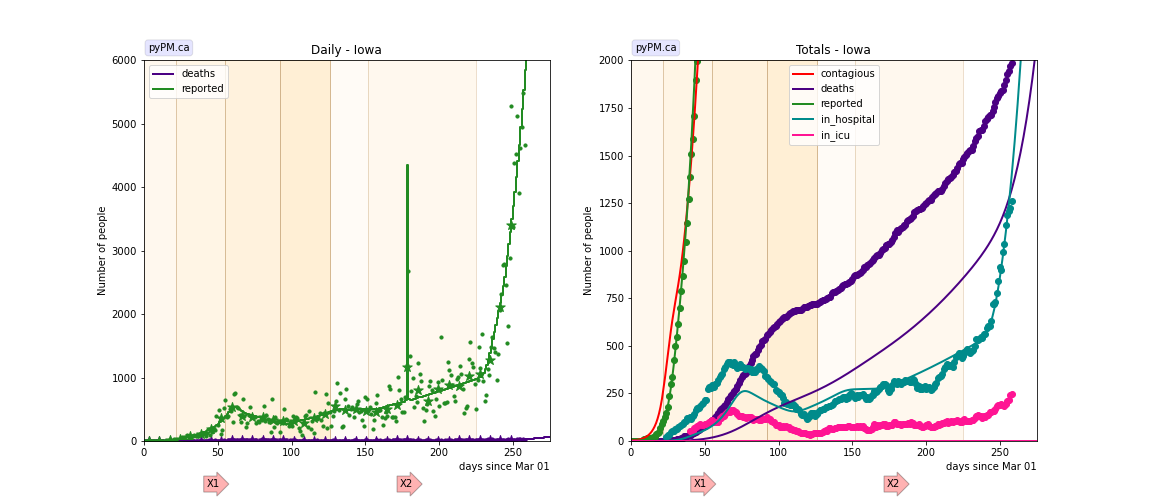 pyPM.ca
Daily - Iowa
deaths
reported
6000
5000
4000
3000
2000
1000
0
Number of people
0
50
100
150
200
250
days since Mar 01
X1
X2
pyPM.ca
Totals - Iowa
contagious
deaths
reported
in_hospital
in_icu
2000
1750
1500
1250
1000
750
500
250
0
Number of people
0
50
100
150
200
250
days since Mar 01
X1
X2